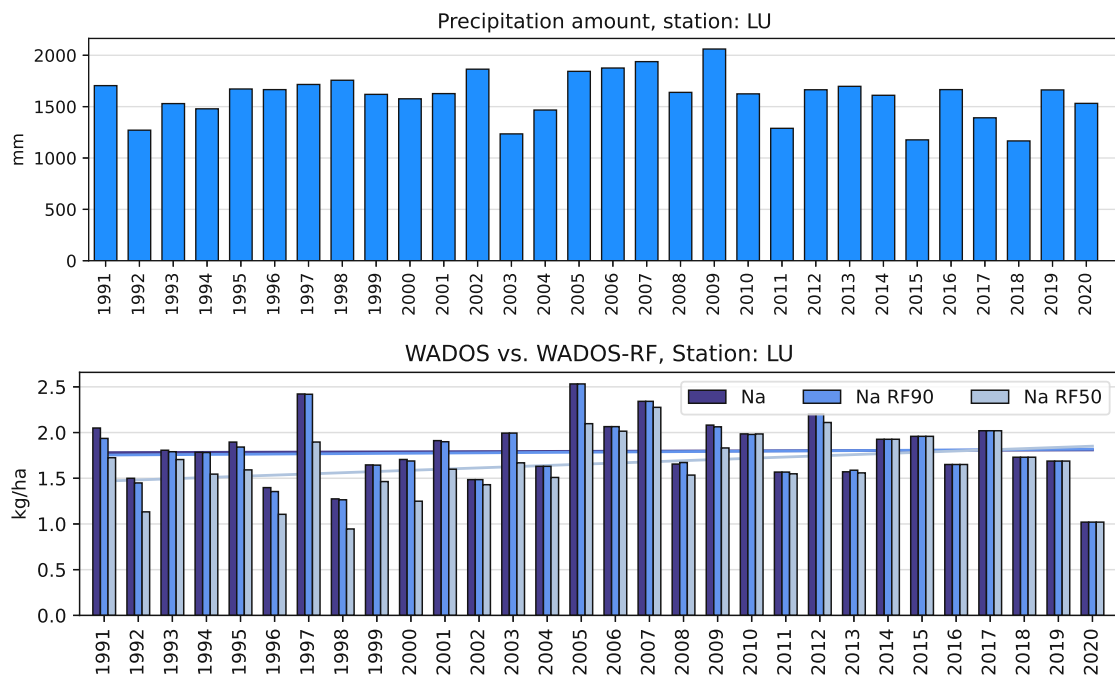 Precipitation amount, station: LU
2000
1500
1000
500
0
mm
1991 1992 1993 1994 1995 1996 1997 1998 1999 2000 2001 2002 2003 2004 2005 2006 2007 2008 2009 2010 2011 2012 2013 2014 2015 2016 2017 2018 2019 2020
WADOS vs. WADOS-RF, Station: LU
Na Na RF90 Na RF50
2.5
2.0
1.5
1.0
0.5
0.0
kg/ha
1991 1992 1993 1994 1995 1996 1997 1998 1999 2000 2001 2002 2003 2004 2005 2006 2007 2008 2009 2010 2011 2012 2013 2014 2015 2016 2017 2018 2019 2020